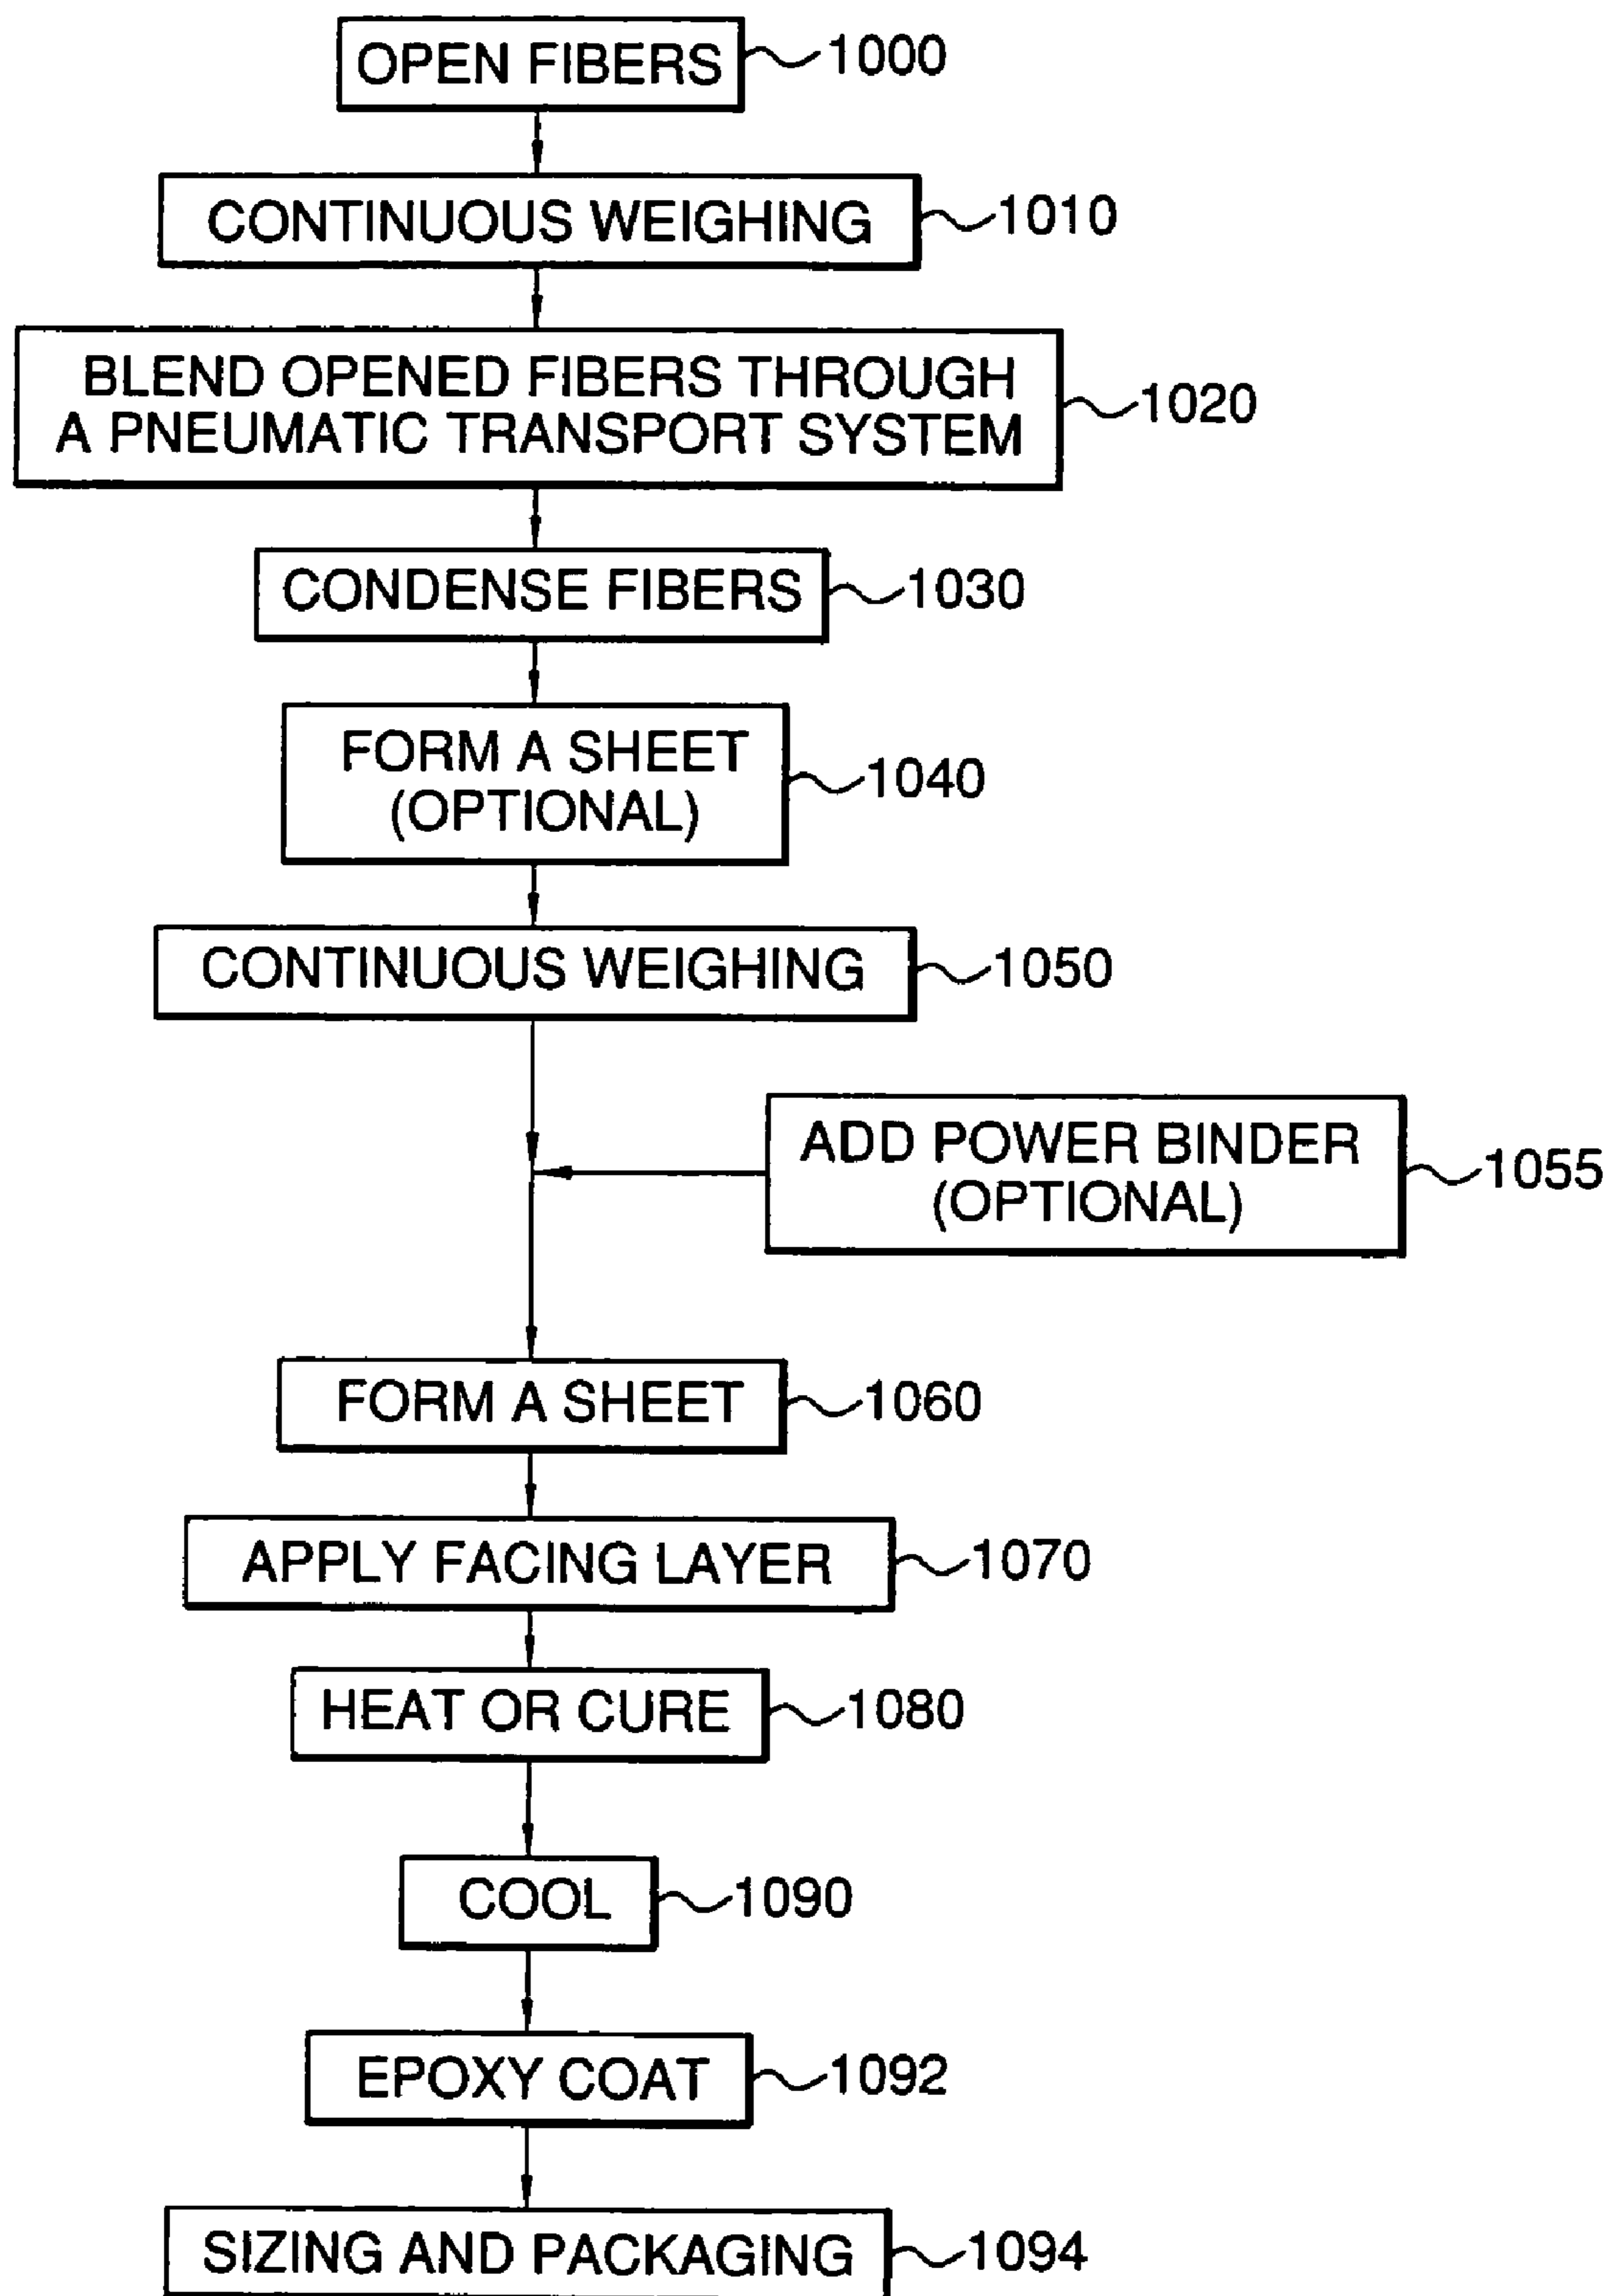 OPEN FIBERS
1000
CONTINUOUS WEIGHING
1010
BLEND OPENED FIBERS THROUGH
A PNEUMATIC TRANSPORT SYSTEM
1020
CONDENSE FIBERS
1030
FORM A SHEET
(OPTIONAL)
1040
CONTINUOUS WEIGHING
1050
ADD POWER BINDER
(OPTIONAL)
1055
FORM A SHEET
1060
APPLY FACING LAYER
1070
HEAT OR CURE
1080
COOL
1090
EPOXY COAT
1092
SIZING AND PACKAGING
1094